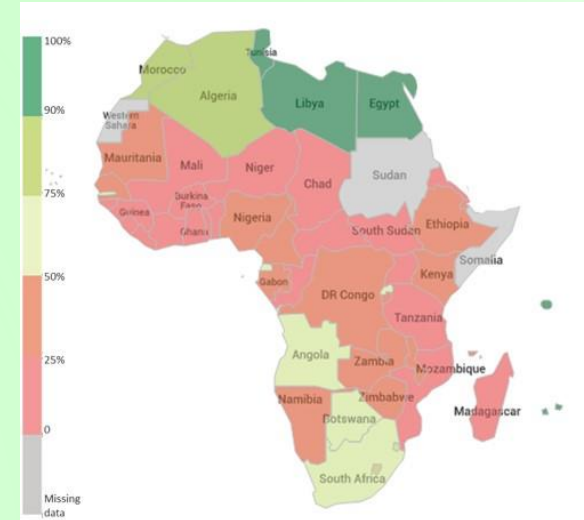 100%
90%
75%
50%
25%
0
Missing
data
Tunisia
Morocco
Algeria
Libya
Egypt
Western
Sahara
Mauritania
Mali
Niger
Chad
Sudan
Burkina
Faso
Guinea
Ghana
Nigeria
South Sudan
Ethiopia
Somalia
Gabon
DR Congo
Kenya
Tanzania
Angola
Zambia
Mozambique
Zimbabwe
Namibia
Botswana
Madagascar
South Africa